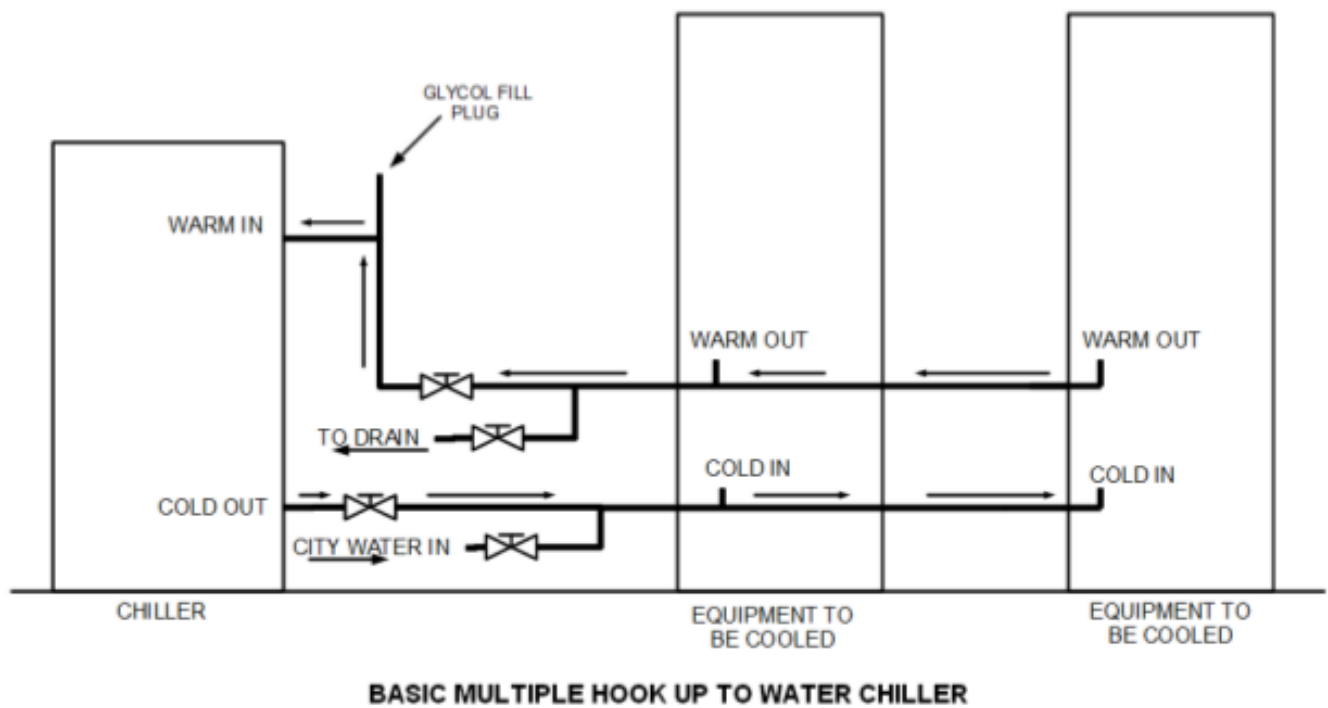 GLYCOL FILL
PLUG
WARM IN
WARM OUT
WARM OUT
TO DRAIN
COLD IN
COLD IN
COLD OUT
CITY WATER IN
CHILLER
EQUIPMENT TO
BE COOLED
EQUIPMENT TO
BE COOLED
BASIC MULTIPLE HOOK UP TO WATER CHILLER